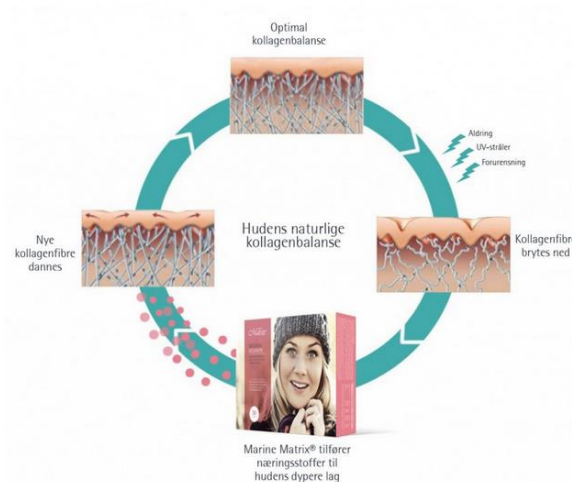 Optimal
kollagenbalanse
Aldring
UV-stråler
Forurensning
Hudens naturlige
kollagenbalanse
Kollagenfibre
brytes ned
Nye
kollagenfibre
dannes
Marine Matrix® tilfører
næringsstoffer til
hudens dypere lag